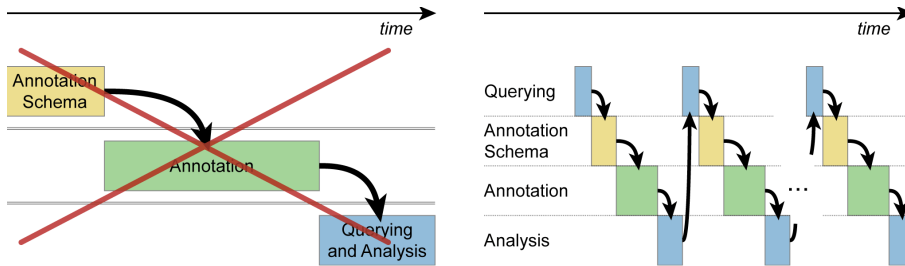 time
Annotation
Schema
Annotation
Querying
and Analysis
time
Querying
Annotation
Schema
Annotation
...
Analysis